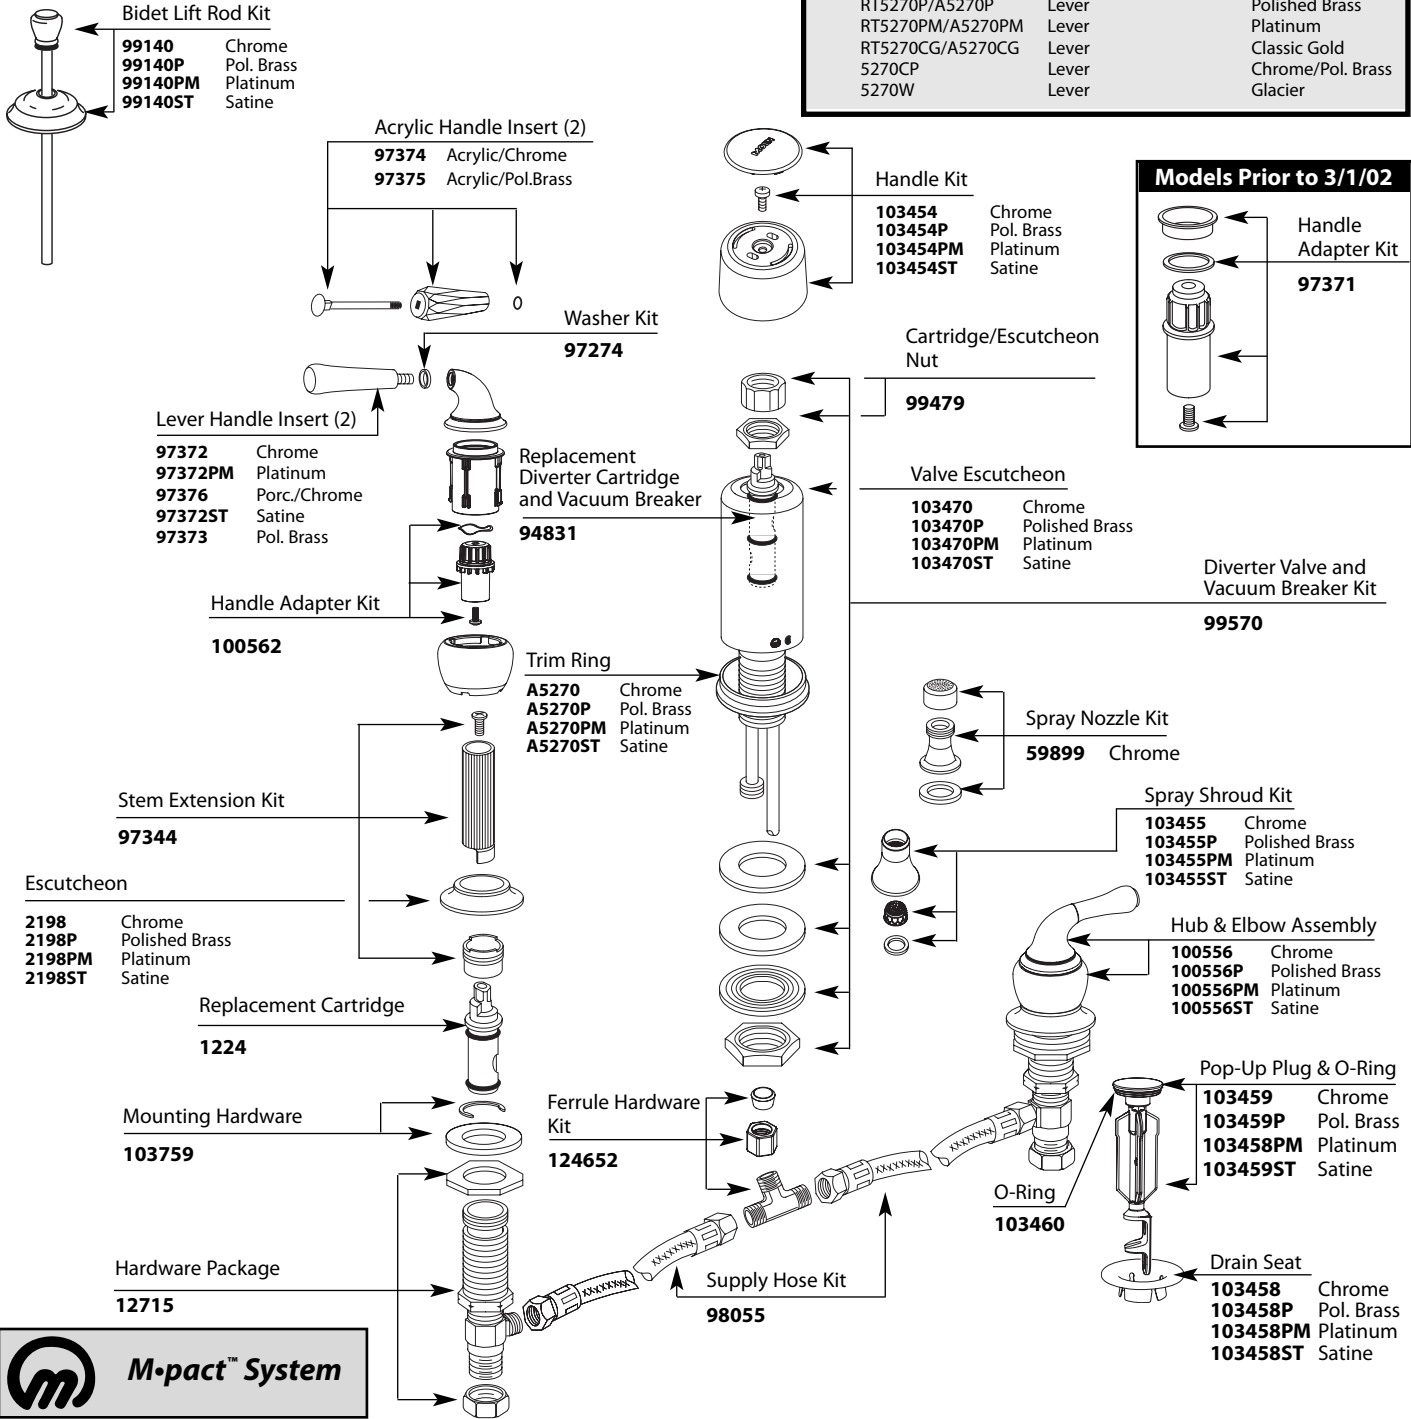 Bidet Lift Rod Kit
99140 Chrome
99140P Pol. Brass
99140PM Platinum
99140ST Satine
RT5270P/A5270P Lever Polished Brass
RT5270PM/A5270PM Lever Platinum
RT5270CG/A5270CG Lever Classic Gold
5270CP Lever Chrome/Pol. Brass
5270W Lever Glacier
Acrylic Handle Insert (2)
97374 Acrylic/Chrome
97375 Acrylic/Pol.Brass
MOEN
Handle Kit
103454 Chrome
103454P Pol. Brass
103454PM Platinum
103454ST Satine
Models Prior to 3/1/02
Handle
Adapter Kit
97371
Washer Kit
97274
Cartridge/Escutcheon
Nut
99479
Lever Handle Insert (2)
97372 Chrome
97372PM Platinum
97376 Porc./Chrome
97372ST Satine
97373 Pol. Brass
Replacement
Diverter Cartridge
and Vacuum Breaker
94831
Valve Escutcheon
103470 Chrome
103470P Polished Brass
103470PM Platinum
103470ST Satine
Diverter Valve and
Vacuum Breaker Kit
99570
Handle Adapter Kit
100562
Trim Ring
A5270 Chrome
A5270P Pol. Brass
A5270PM Platinum
A5270ST Satine
Spray Nozzle Kit
59899 Chrome
Stem Extension Kit
97344
Spray Shroud Kit
103455 Chrome
103455P Polished Brass
103455PM Platinum
103455ST Satine
Escutcheon
2198 Chrome
2198P Polished Brass
2198PM Platinum
2198ST Satine
Hub & Elbow Assembly
100556 Chrome
100556P Polished Brass
100556PM Platinum
100556ST Satine
Replacement Cartridge
1224
Mounting Hardware
103759
Ferrule Hardware
Kit
124652
Pop-Up Plug & O-Ring
103459 Chrome
103459P Pol. Brass
103458PM Platinum
103459ST Satine
O-Ring
103460
Hardware Package
12715
Supply Hose Kit
98055
Drain Seat
103458 Chrome
103458P Pol. Brass
103458PM Platinum
103458ST Satine
M•pact™ System